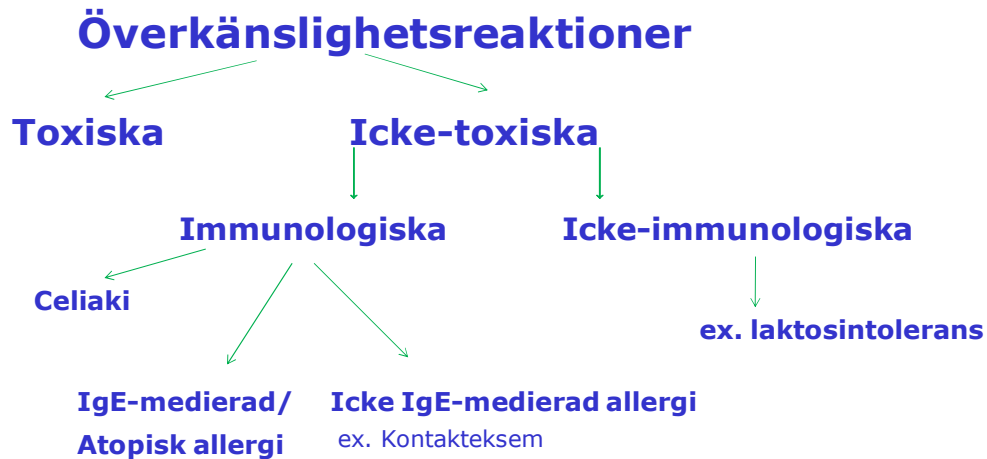 Överkänslighetsreaktioner
Toxiska
Icke-toxiska
Immunologiska
Icke-immunologiska
Celiaki
ex. laktosintolerans
IgE-medierad/
Atopisk allergi
Icke IgE-medierad allergi
ex. Kontakteksem